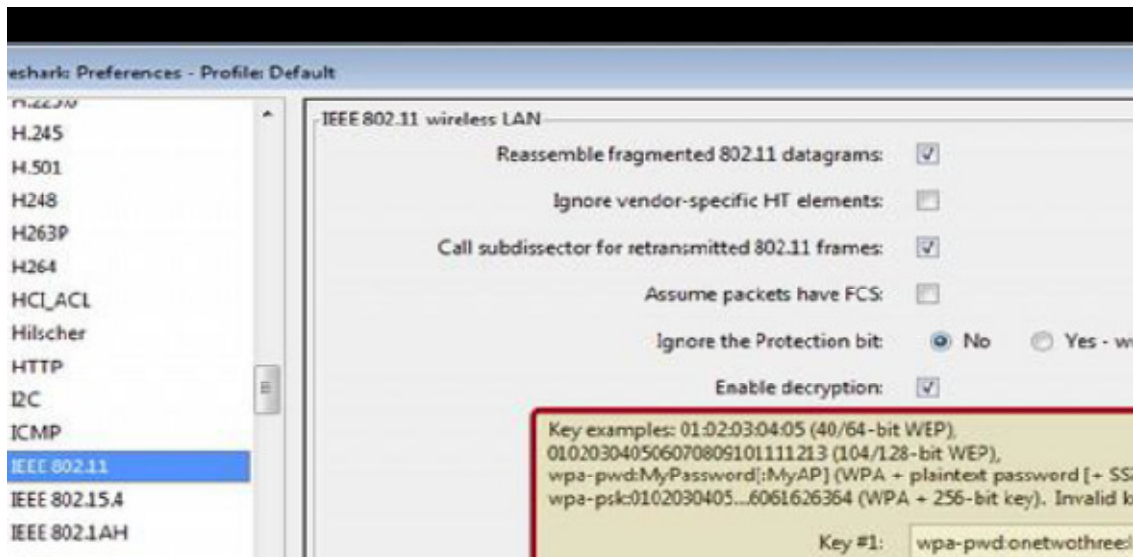 eshark: Preferences - Profile: Default
H.225.0
H.245
H.501
H248
H263P
H264
HCI_ACL
Hilscher
HTTP
I2C
ICMP
IEEE 802.11
IEEE 802.15.4
IEEE 802.1AH
IEEE 802.11 wireless LAN
Reassemble fragmented 802.11 datagrams:
Ignore vendor-specific HT elements:
Call subdissector for retransmitted 802.11 frames:
Assume packets have FCS:
Ignore the Protection bit: No Yes - w
Enable decryption:
Key examples: 01:02:03:04:05 (40/64-bit WEP),
010203040506070809101111213 (104/128-bit WEP),
wpa-pwd:MyPassword[:MyAP] (WPA + plaintext password [+ SS
wpa-psk:0102030405...6061626364 (WPA + 256-bit key). Invalid k
Key #1: wpa-pwd:onetwothree: